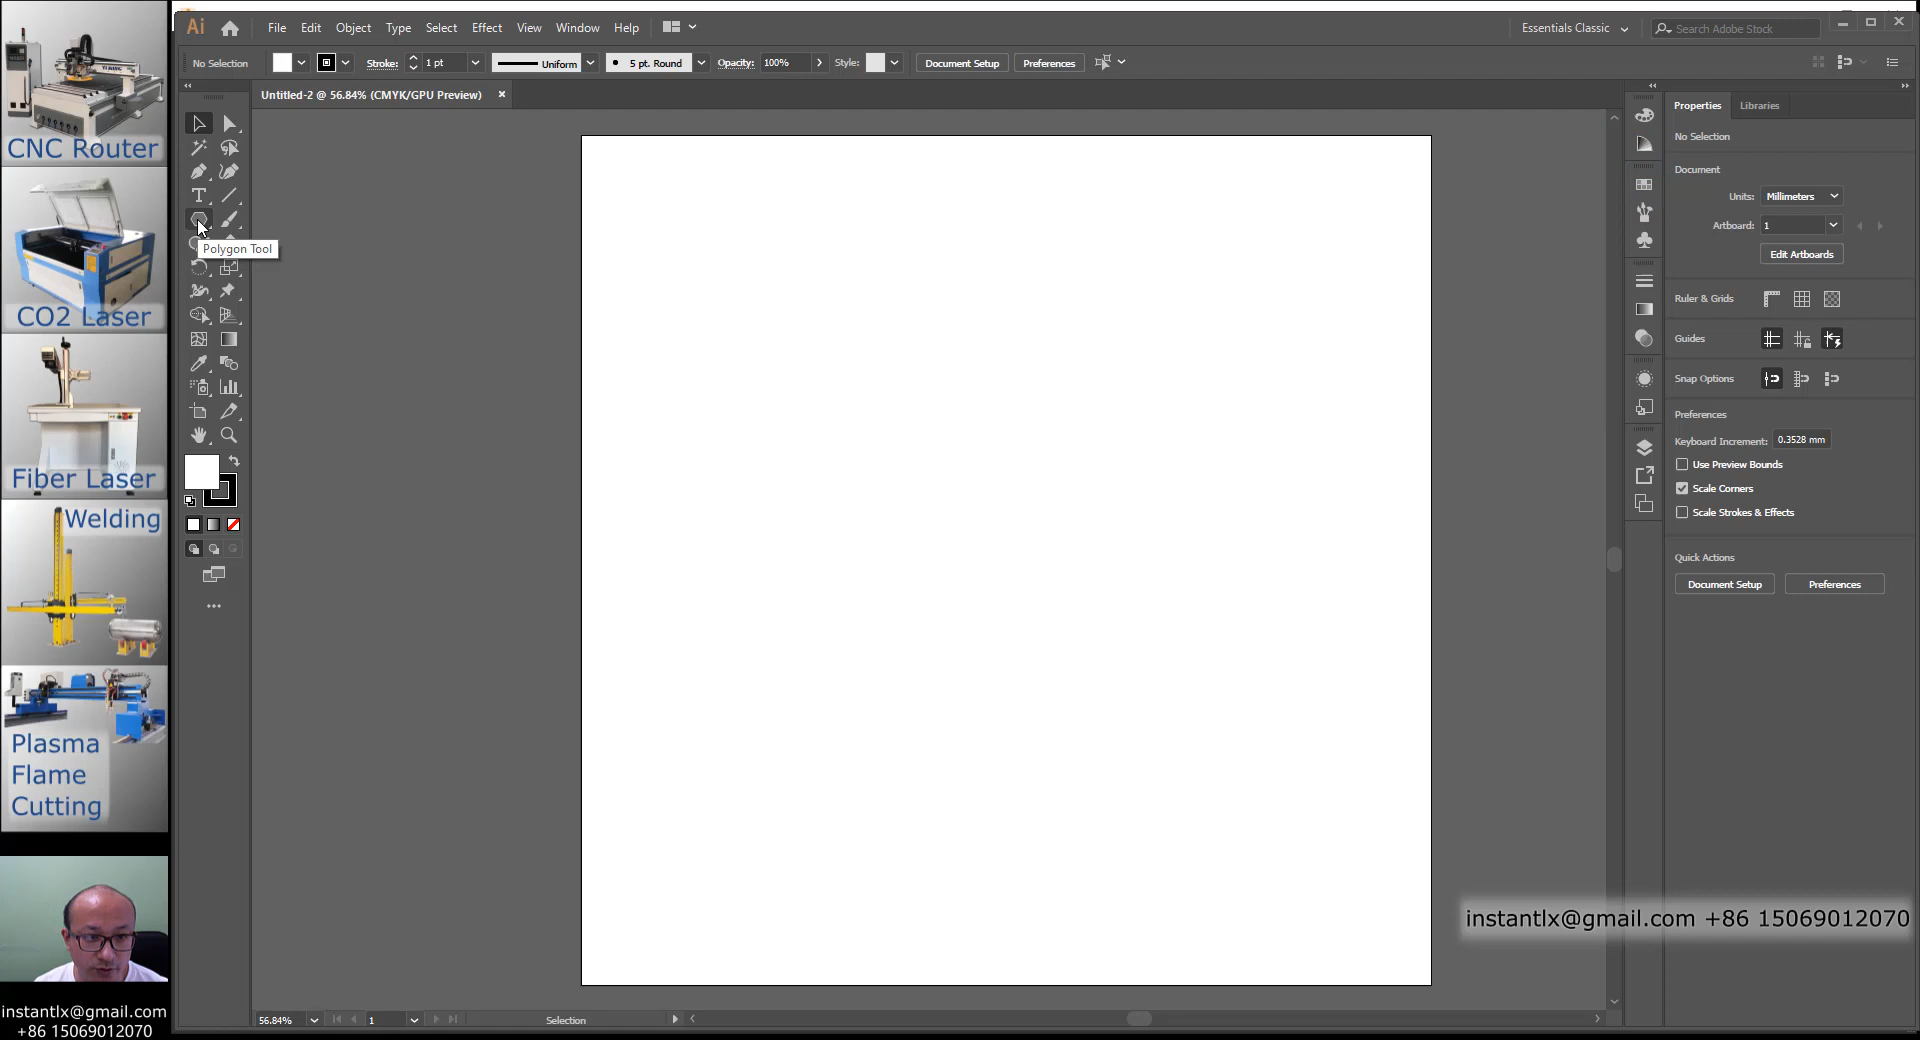 CNC Router
CO2 Laser
Fiber Laser
Welding
Plasma
Flame
Cutting
instantlx@gmail.com
+86 15069012070
Ai File Edit Object Type Select Effect View Window Help Essentials Classic Search Adobe Stock
No Selection Stroke: 1 pt Uniform 5 pt. Round Opacity: 100% Style: Document Setup Preferences
Untitled-2 @ 56.84% (CMYK/GPU Preview) ×
Polygon Tool
Properties Libraries
No Selection
Document
Units: Millimeters
Artboard: 1
Edit Artboards
Ruler & Grids
Guides
Snap Options
Preferences
Keyboard Increment: 0.3528 mm
Use Preview Bounds
Scale Corners
Scale Strokes & Effects
Quick Actions
Document Setup Preferences
instantlx@gmail.com +86 15069012070
56.84% 1 Selection